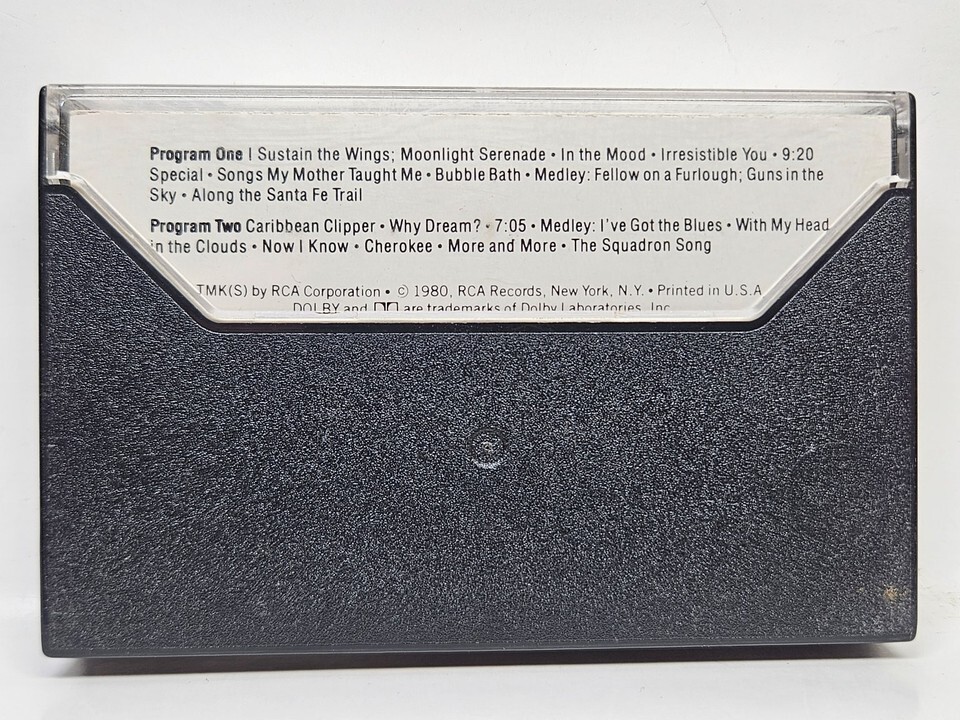 Program One I Sustain the Wings; Moonlight Serenade • In the Mood • Irresistible You • 9:20
Special • Songs My Mother Taught Me • Bubble Bath • Medley: Fellow on a Furlough; Guns in the
Sky • Along the Santa Fe Trail
Program Two Caribbean Clipper • Why Dream? • 7:05 • Medley: I've Got the Blues • With My Head
in the Clouds • Now I Know • Cherokee • More and More • The Squadron Song
TMK(S) by RCA Corporation • © 1980, RCA Records, New York, N.Y. • Printed in U.S.A
DOLBY and are trademarks of Dolby Laboratories, Inc